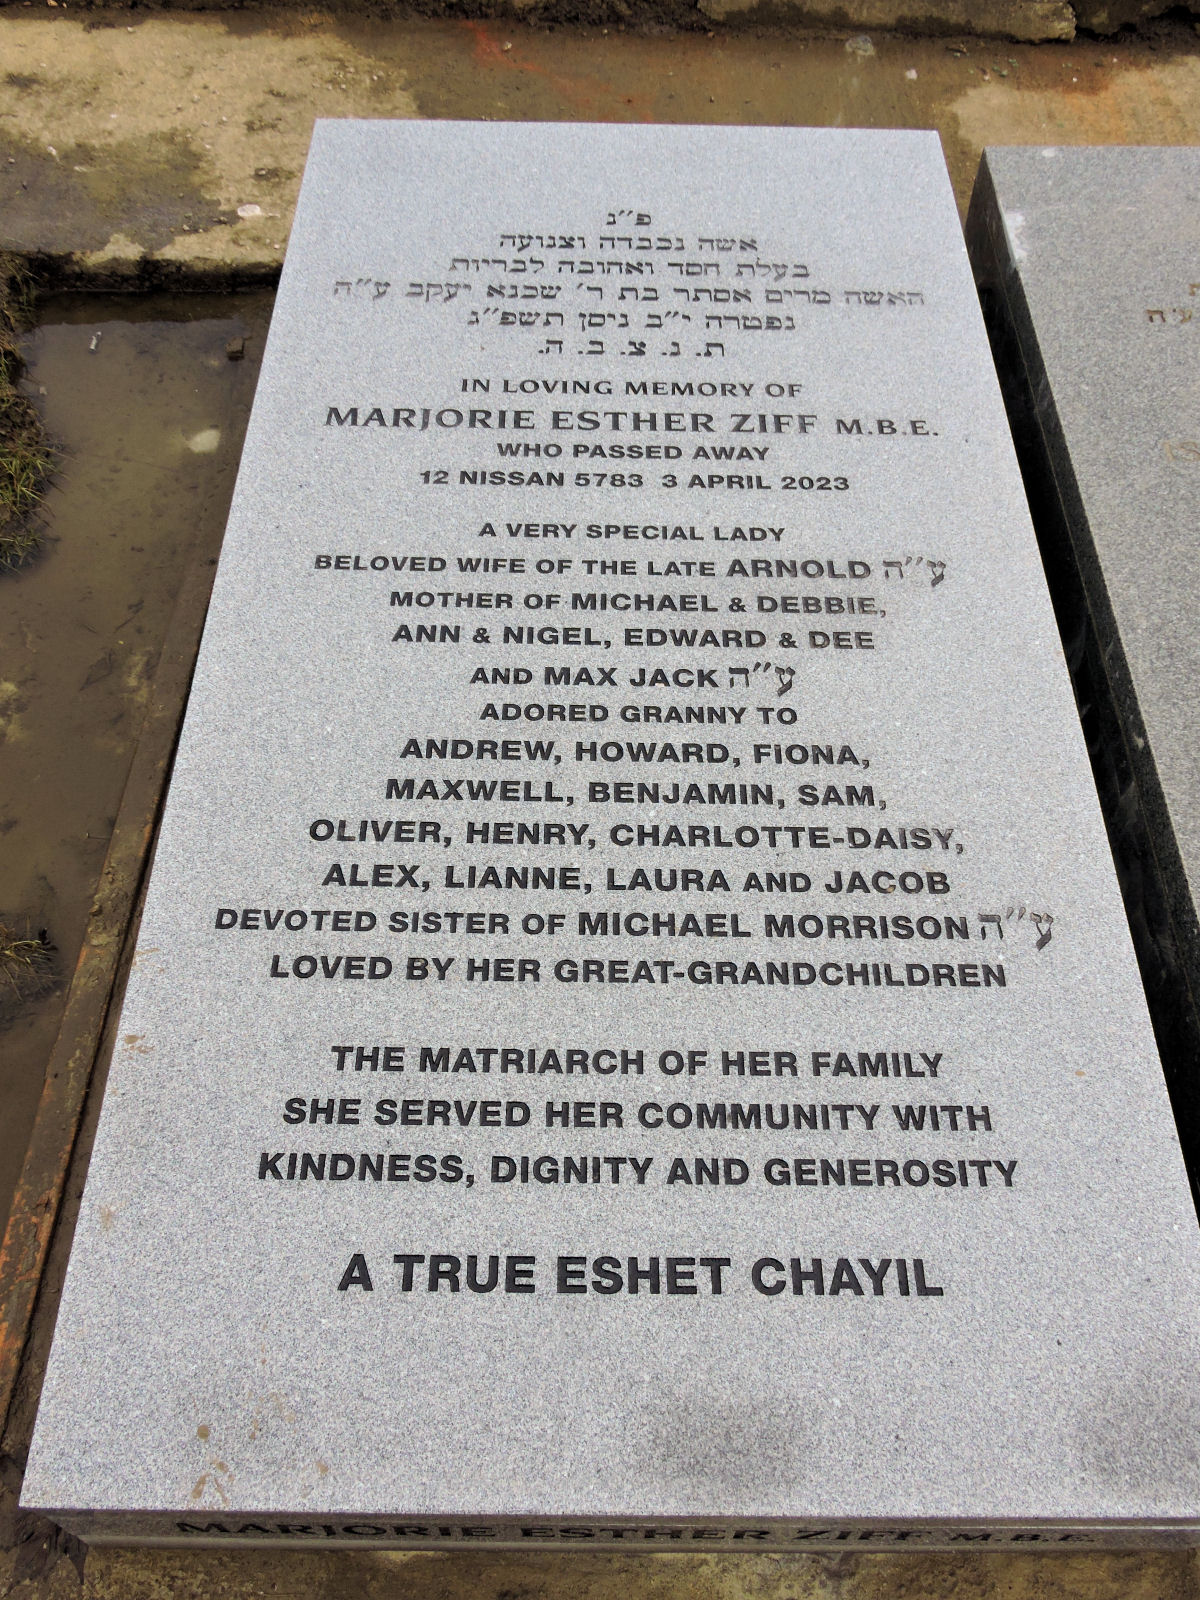 פ״נ
אשה נכבדה וצנועה
בעלת חסד ואהובה לבריות
האשה מרים אסתר בת ר׳ שכנא יעקב ע״ה
נפטרה י״ב ניסן תשפ״ג
ת. נ. צ. ב. ה.
IN LOVING MEMORY OF
MARJORIE ESTHER ZIFF M.B.E.
WHO PASSED AWAY
12 NISSAN 5783 3 APRIL 2023
A VERY SPECIAL LADY
BELOVED WIFE OF THE LATE ARNOLD ע״ה
MOTHER OF MICHAEL & DEBBIE,
ANN & NIGEL, EDWARD & DEE
AND MAX JACK ע״ה
ADORED GRANNY TO
ANDREW, HOWARD, FIONA,
MAXWELL, BENJAMIN, SAM,
OLIVER, HENRY, CHARLOTTE-DAISY,
ALEX, LIANNE, LAURA AND JACOB
DEVOTED SISTER OF MICHAEL MORRISON ע״ה
LOVED BY HER GREAT-GRANDCHILDREN
THE MATRIARCH OF HER FAMILY
SHE SERVED HER COMMUNITY WITH
KINDNESS, DIGNITY AND GENEROSITY
A TRUE ESHET CHAYIL
MARJORIE ESTHER ZIFF M.B.E.